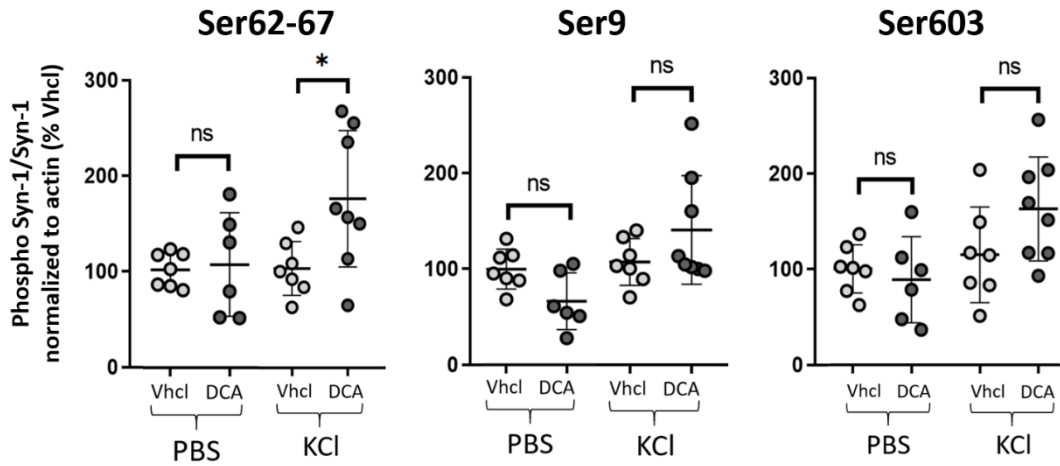 Ser62-67
Ser9
Ser603
Phospho Syn-1/Syn-1
normalized to actin (% Vhcl)
300
200
100
0
ns
*
Vhcl DCA Vhcl DCA
PBS KCl
300
200
100
0
ns
ns
Vhcl DCA Vhcl DCA
PBS KCl
300
200
100
0
ns
ns
Vhcl DCA Vhcl DCA
PBS KCl